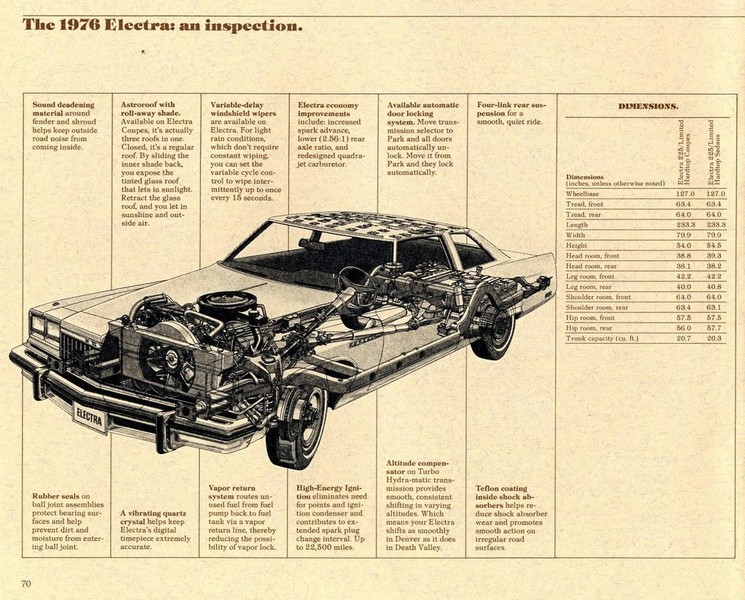 The 1976 Electra: an inspection.
Sound deadening
material around
fender and shroud
helps keep outside
road noise from
coming inside.
Astroroof with
roll-away shade.
Available on Electra
Coupes, it's actually
three roofs in one.
Closed, it's a regular
roof. By sliding the
inner shade back,
you expose the
tinted glass roof
that lets in sunlight.
Retract the glass
roof, and you let in
sunshine and out-
side air.
Variable-delay
windshield wipers
are available on
Electra. For light
rain conditions,
which don't require
constant wiping,
you can set the
variable cycle con-
trol to wipe inter-
mittently up to once
every 15 seconds.
Electra economy
improvements
include: increased
spark advance,
lower (2.56:1) rear
axle ratio, and
redesigned quadra-
jet carburetor.
Available automatic
door locking
system. Move trans-
mission selector to
Park and all doors
automatically un-
lock. Move it from
Park and they lock
automatically.
Four-link rear sus-
pension for a
smooth, quiet ride.
DIMENSIONS.
Dimensions
(inches, unless otherwise noted)
Electra 225/Limited
Hardtop Coupes
Electra 225/Limited
Hardtop Sedans
Wheelbase 127.0 127.0
Tread, front 63.4 63.4
Tread, rear 64.0 64.0
Length 233.3 233.3
Width 79.9 79.9
Height 54.0 54.5
Head room, front 38.8 39.3
Head room, rear 38.1 38.2
Leg room, front 42.2 42.2
Leg room, rear 40.0 40.8
Shoulder room, front 64.0 64.0
Shoulder room, rear 63.4 63.1
Hip room, front 57.5 57.5
Hip room, rear 56.0 57.7
Trunk capacity (cu. ft.) 20.7 20.3
ELECTRA
Rubber seals on
ball joint assemblies
protect bearing sur-
faces and help
prevent dirt and
moisture from enter-
ing ball joint.
A vibrating quartz
crystal helps keep
Electra's digital
timepiece extremely
accurate.
Vapor return
system routes un-
used fuel from fuel
pump back to fuel
tank via a vapor
return line, thereby
reducing the possi-
bility of vapor lock.
High-Energy Igni-
tion eliminates need
for points and igni-
tion condenser and
contributes to ex-
tended spark plug
change interval. Up
to 22,500 miles.
Altitude compen-
sator on Turbo
Hydra-matic trans-
mission provides
smooth, consistent
shifting in varying
altitudes. Which
means your Electra
shifts as smoothly
in Denver as it does
in Death Valley.
Teflon coating
inside shock ab-
sorbers helps re-
duce shock absorber
wear and promotes
smooth action on
irregular road
surfaces.
70